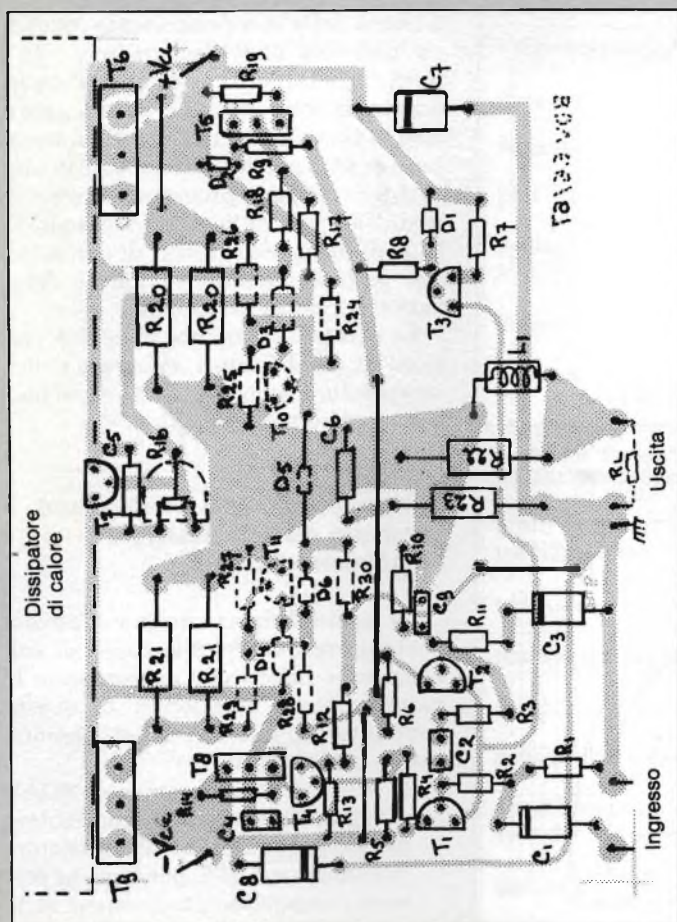 Dissipatore
di calore
T6
+Vcc
R19
T5
D2
R9
R18
R17
R26
D3
R24
R20
R20
R25
T10
C7
D1
R8
R7
T3
L1
C5
R16
D5
C6
R22
R23
RL
Uscita
R27
T11
D6
R30
R10
C9
R11
C3
R21
R21
D4
R29
R28
R12
R6
T2
R3
T9
-Vcc
T8
R14
C4
T4
R13
R5
R4
C2
R2
T1
R1
C8
C1
Ingresso